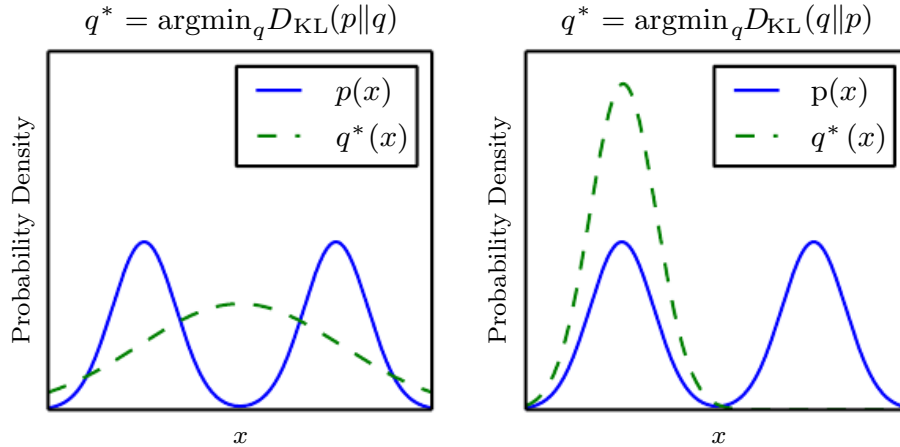 q* = argmin_q D_KL(p‖q)
p(x)
q*(x)
Probability Density
x
q* = argmin_q D_KL(q‖p)
p(x)
q*(x)
Probability Density
x